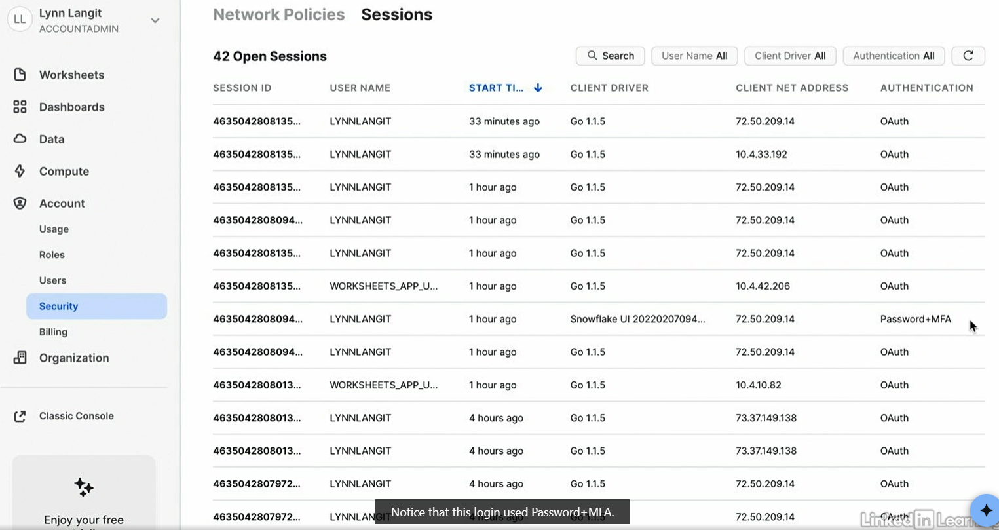 LL
Lynn Langit
ACCOUNTADMIN
Worksheets
Dashboards
Data
Compute
Account
Usage
Roles
Users
Security
Billing
Organization
Classic Console
Enjoy your free
Network Policies Sessions
42 Open Sessions
Search User Name All Client Driver All Authentication All
SESSION ID USER NAME START TI... CLIENT DRIVER CLIENT NET ADDRESS AUTHENTICATION
4635042808135... LYNNLANGIT 33 minutes ago Go 1.1.5 72.50.209.14 OAuth
4635042808135... LYNNLANGIT 33 minutes ago Go 1.1.5 10.4.33.192 OAuth
4635042808135... LYNNLANGIT 1 hour ago Go 1.1.5 72.50.209.14 OAuth
4635042808094... LYNNLANGIT 1 hour ago Go 1.1.5 72.50.209.14 OAuth
4635042808135... LYNNLANGIT 1 hour ago Go 1.1.5 72.50.209.14 OAuth
4635042808135... WORKSHEETS_APP_U... 1 hour ago Go 1.1.5 10.4.42.206 OAuth
4635042808094... LYNNLANGIT 1 hour ago Snowflake UI 20220207094... 72.50.209.14 Password+MFA
4635042808094... LYNNLANGIT 1 hour ago Go 1.1.5 72.50.209.14 OAuth
4635042808013... WORKSHEETS_APP_U... 1 hour ago Go 1.1.5 10.4.10.82 OAuth
4635042808013... LYNNLANGIT 4 hours ago Go 1.1.5 73.37.149.138 OAuth
4635042808013... LYNNLANGIT 4 hours ago Go 1.1.5 73.37.149.138 OAuth
4635042807972... LYNNLANGIT 4 hours ago Go 1.1.5 72.50.209.14 OAuth
4635042807972... 72.50.209.14 OAuth
Notice that this login used Password+MFA.
Linked in